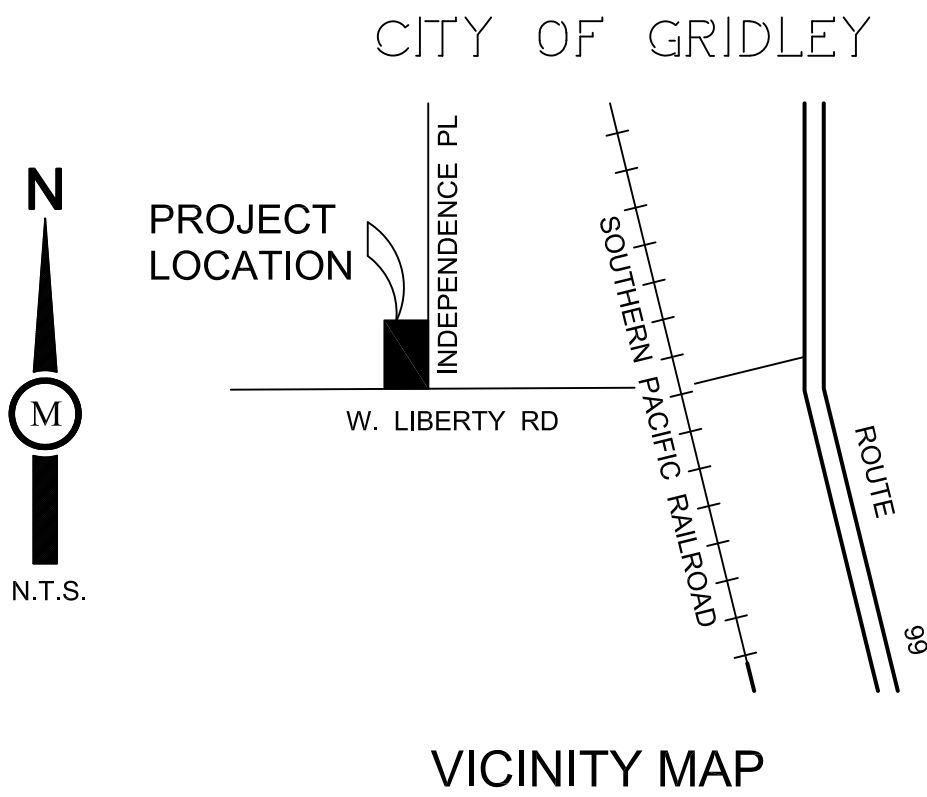 CITY OF GRIDLEY
N
PROJECT
LOCATION
INDEPENDENCE PL
SOUTHERN PACIFIC RAILROAD
M
W. LIBERTY RD
ROUTE 99
N.T.S.
VICINITY MAP